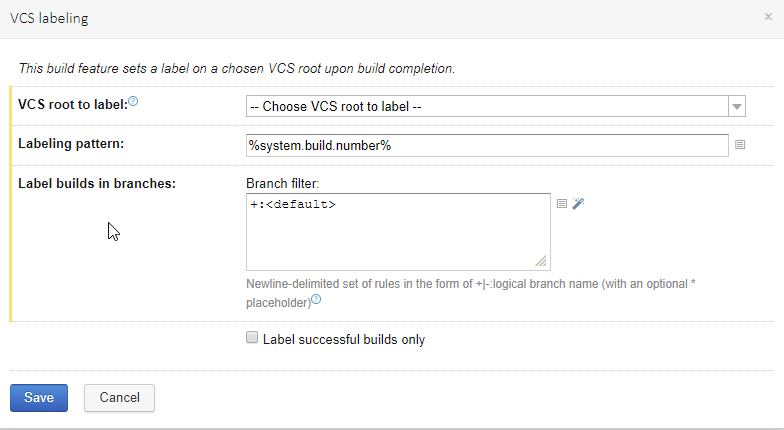 VCS labeling
This build feature sets a label on a chosen VCS root upon build completion.
VCS root to label:
-- Choose VCS root to label --
Labeling pattern:
%system.build.number%
Label builds in branches:
Branch filter:
+:<default>
Newline-delimited set of rules in the form of +|-:logical branch name (with an optional *
placeholder)
Label successful builds only
Save
Cancel